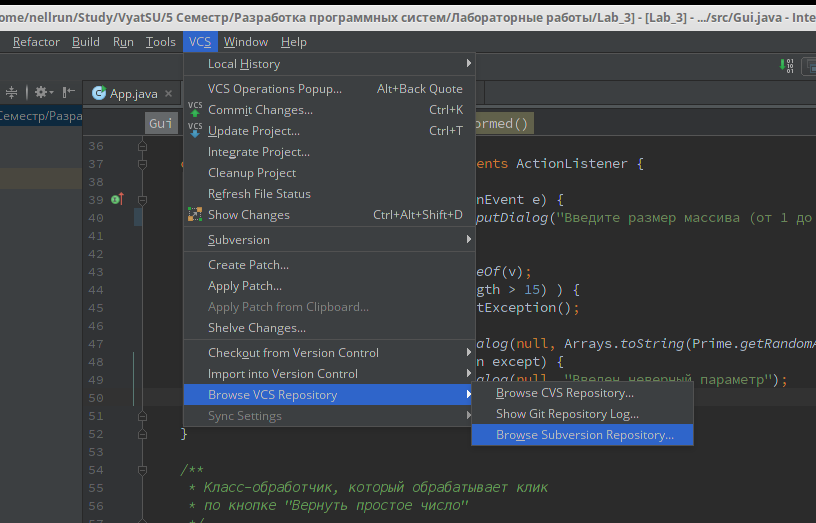 ome/nellrun/Study/VyatSU/5 Семестр/Разработка программных систем/Лабораторные работы/Lab_3] - [Lab_3] - .../src/Gui.java - Inte
Refactor Build Run Tools VCS Window Help
Local History
App.java
VCS Operations Popup... Alt+Back Quote
VCS Commit Changes... Ctrl+K
Семестр/Разра
Gui
VCS Update Project... Ctrl+T
ormed()
36 Integrate Project...
37 Cleanup Project
ents ActionListener {
38 Refresh File Status
39 nEvent e) {
40 Show Changes Ctrl+Alt+Shift+D
putDialog("Введите размер массива (от 1 до
41 Subversion
42 Create Patch...
43 eOf(v);
44 Apply Patch...
gth > 15) ) {
45 Apply Patch from Clipboard...
tException();
46 Shelve Changes...
47 Checkout from Version Control
alog(null, Arrays.toString(Prime.getRandomA
48 Import into Version Control
n except) {
49 alog(null, "Введен неверный параметр");
50 Browse VCS Repository
Browse CVS Repository...
51 Sync Settings
Show Git Repository Log...
52 }
Browse Subversion Repository...
53
54 /**
55 * Класс-обработчик, который обрабатывает клик
56 * по кнопке "Вернуть простое число"
57 */